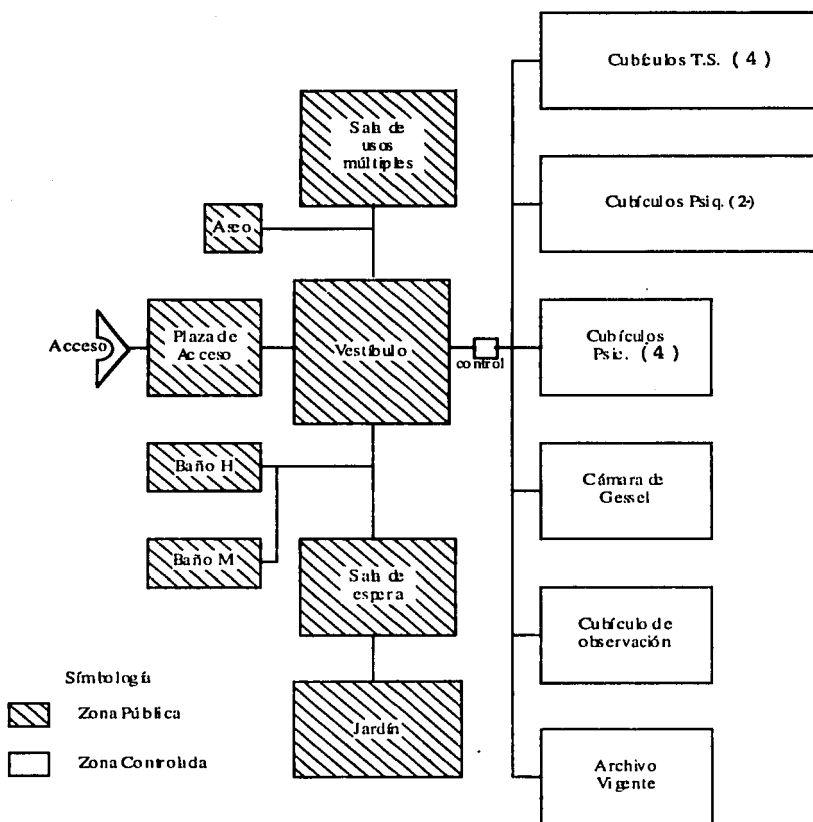 Cubículos T.S. (4)
Sala de
usos
múltiples
Cubículos Psiq. (2-)
Aseo
Acceso
Plaza de
Acceso
Vestíbulo
control
Cubículos
Psic. (4)
Baño H
Cámara de
Gessel
Baño M
Sala de
espera
Cubículo de
observación
Símbología
Zona Pública
Jardín
Zona Controlada
Archivo
Vigente